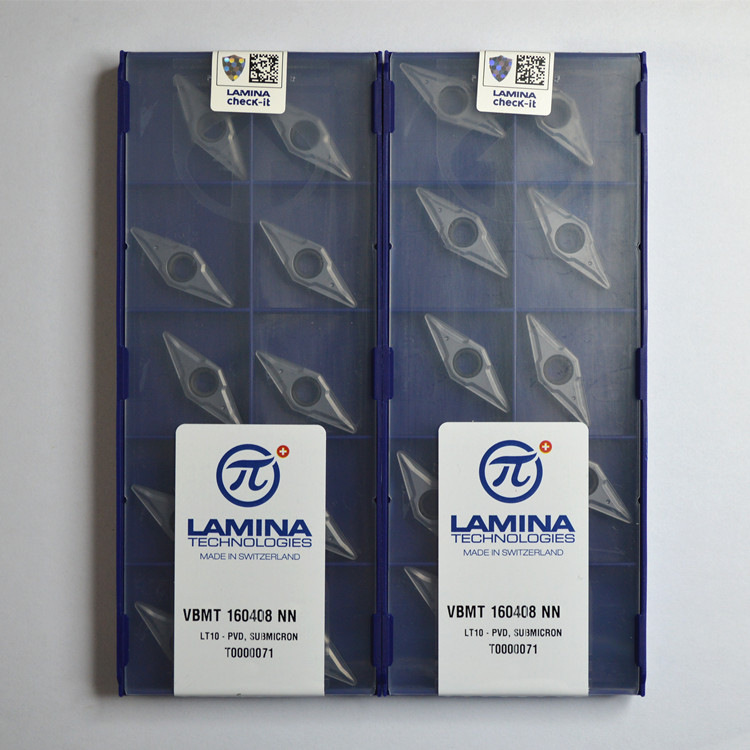 LAMINA
check-it
LAMINA
check-it
π
LAMINA
TECHNOLOGIES
MADE IN SWITZERLAND
VBMT 160408 NN
LT10 - PVD, SUBMICRON
T0000071
π
LAMINA
TECHNOLOGIES
MADE IN SWITZERLAND
VBMT 160408 NN
LT10 - PVD, SUBMICRON
T0000071